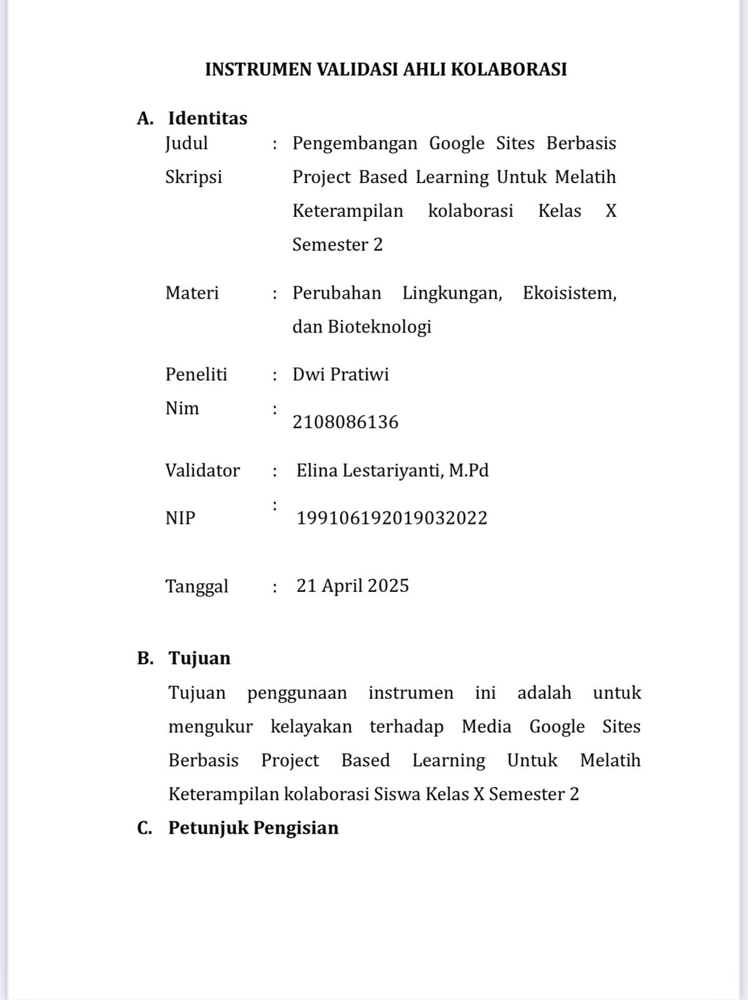 INSTRUMEN VALIDASI AHLI KOLABORASI
A. Identitas
Judul : Pengembangan Google Sites Berbasis
Skripsi Project Based Learning Untuk Melatih
Keterampilan kolaborasi Kelas X
Semester 2
Materi : Perubahan Lingkungan, Ekoisistem,
dan Bioteknologi
Peneliti : Dwi Pratiwi
Nim :
2108086136
Validator : Elina Lestariyanti, M.Pd
:
NIP 199106192019032022
Tanggal : 21 April 2025
B. Tujuan
Tujuan penggunaan instrumen ini adalah untuk
mengukur kelayakan terhadap Media Google Sites
Berbasis Project Based Learning Untuk Melatih
Keterampilan kolaborasi Siswa Kelas X Semester 2
C. Petunjuk Pengisian